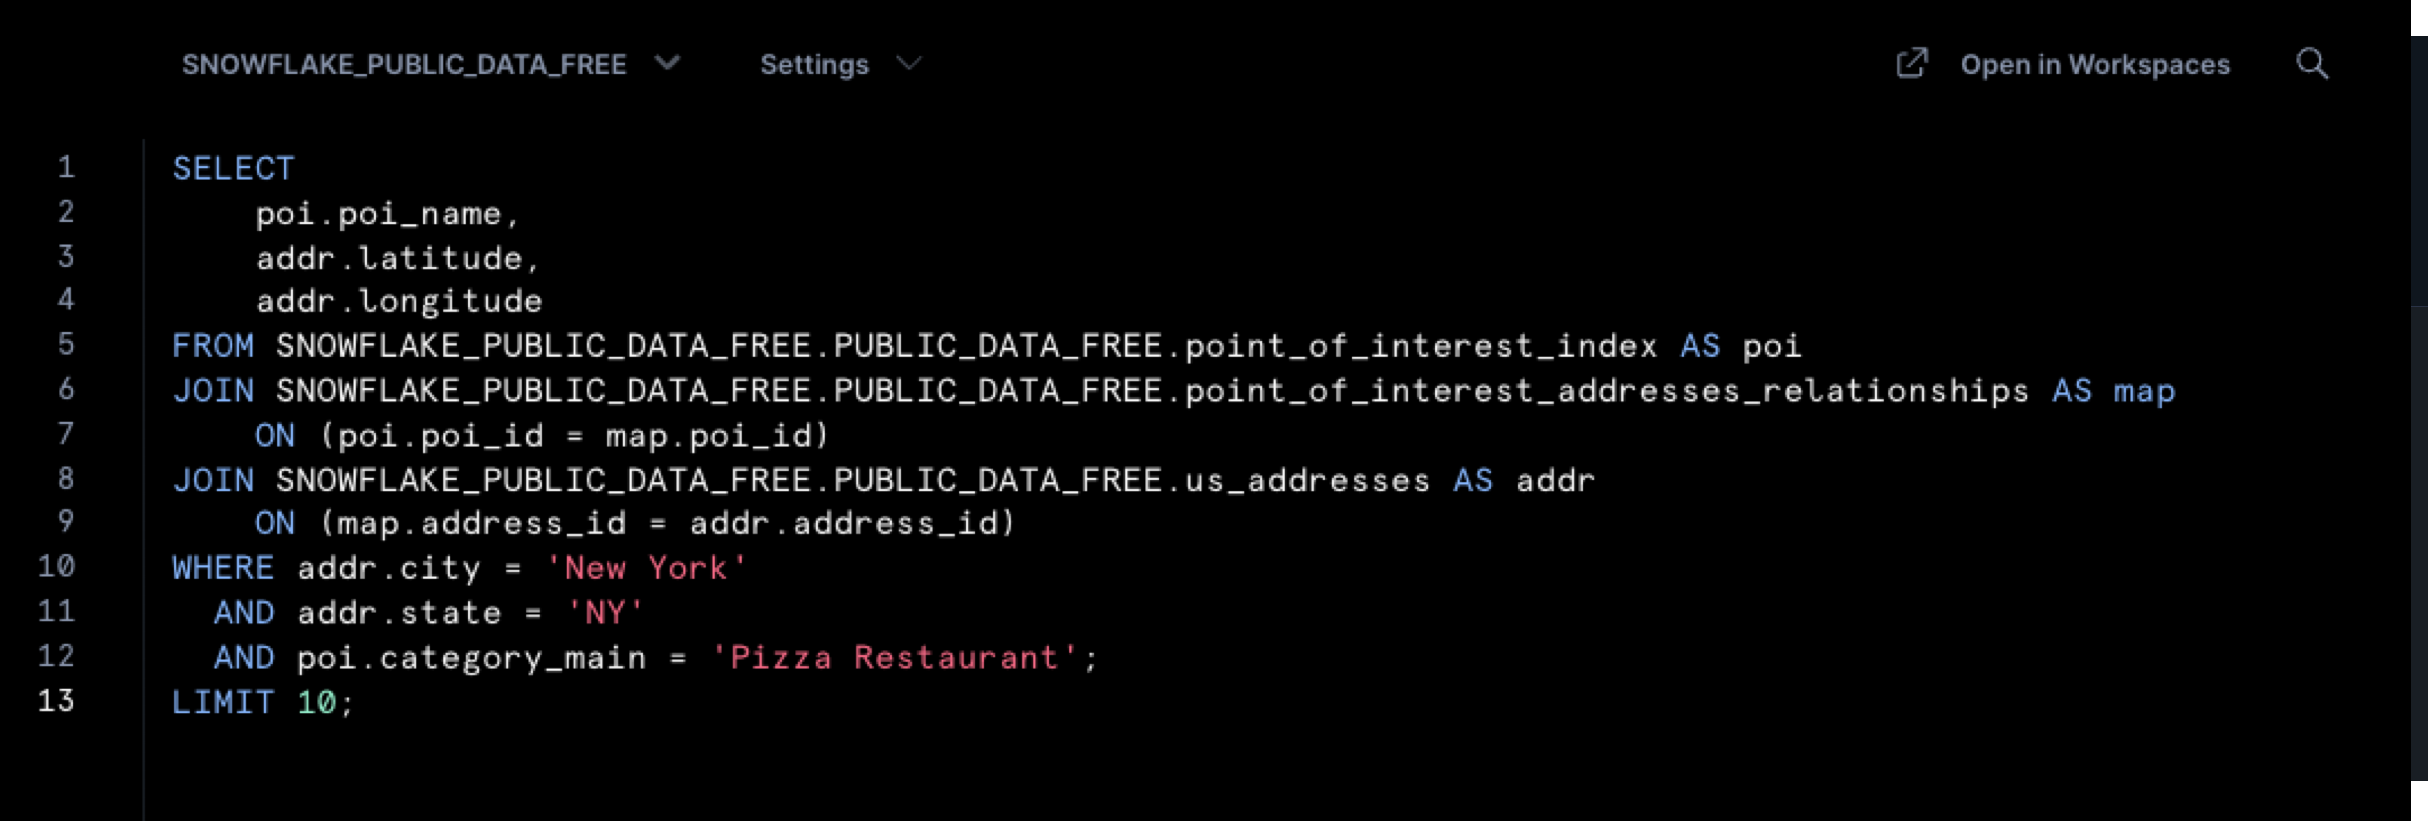 SNOWFLAKE_PUBLIC_DATA_FREE Settings Open in Workspaces
1 SELECT
2 poi.poi_name,
3 addr.latitude,
4 addr.longitude
5 FROM SNOWFLAKE_PUBLIC_DATA_FREE.PUBLIC_DATA_FREE.point_of_interest_index AS poi
6 JOIN SNOWFLAKE_PUBLIC_DATA_FREE.PUBLIC_DATA_FREE.point_of_interest_addresses_relationships AS map
7 ON (poi.poi_id = map.poi_id)
8 JOIN SNOWFLAKE_PUBLIC_DATA_FREE.PUBLIC_DATA_FREE.us_addresses AS addr
9 ON (map.address_id = addr.address_id)
10 WHERE addr.city = 'New York'
11 AND addr.state = 'NY'
12 AND poi.category_main = 'Pizza Restaurant';
13 LIMIT 10;